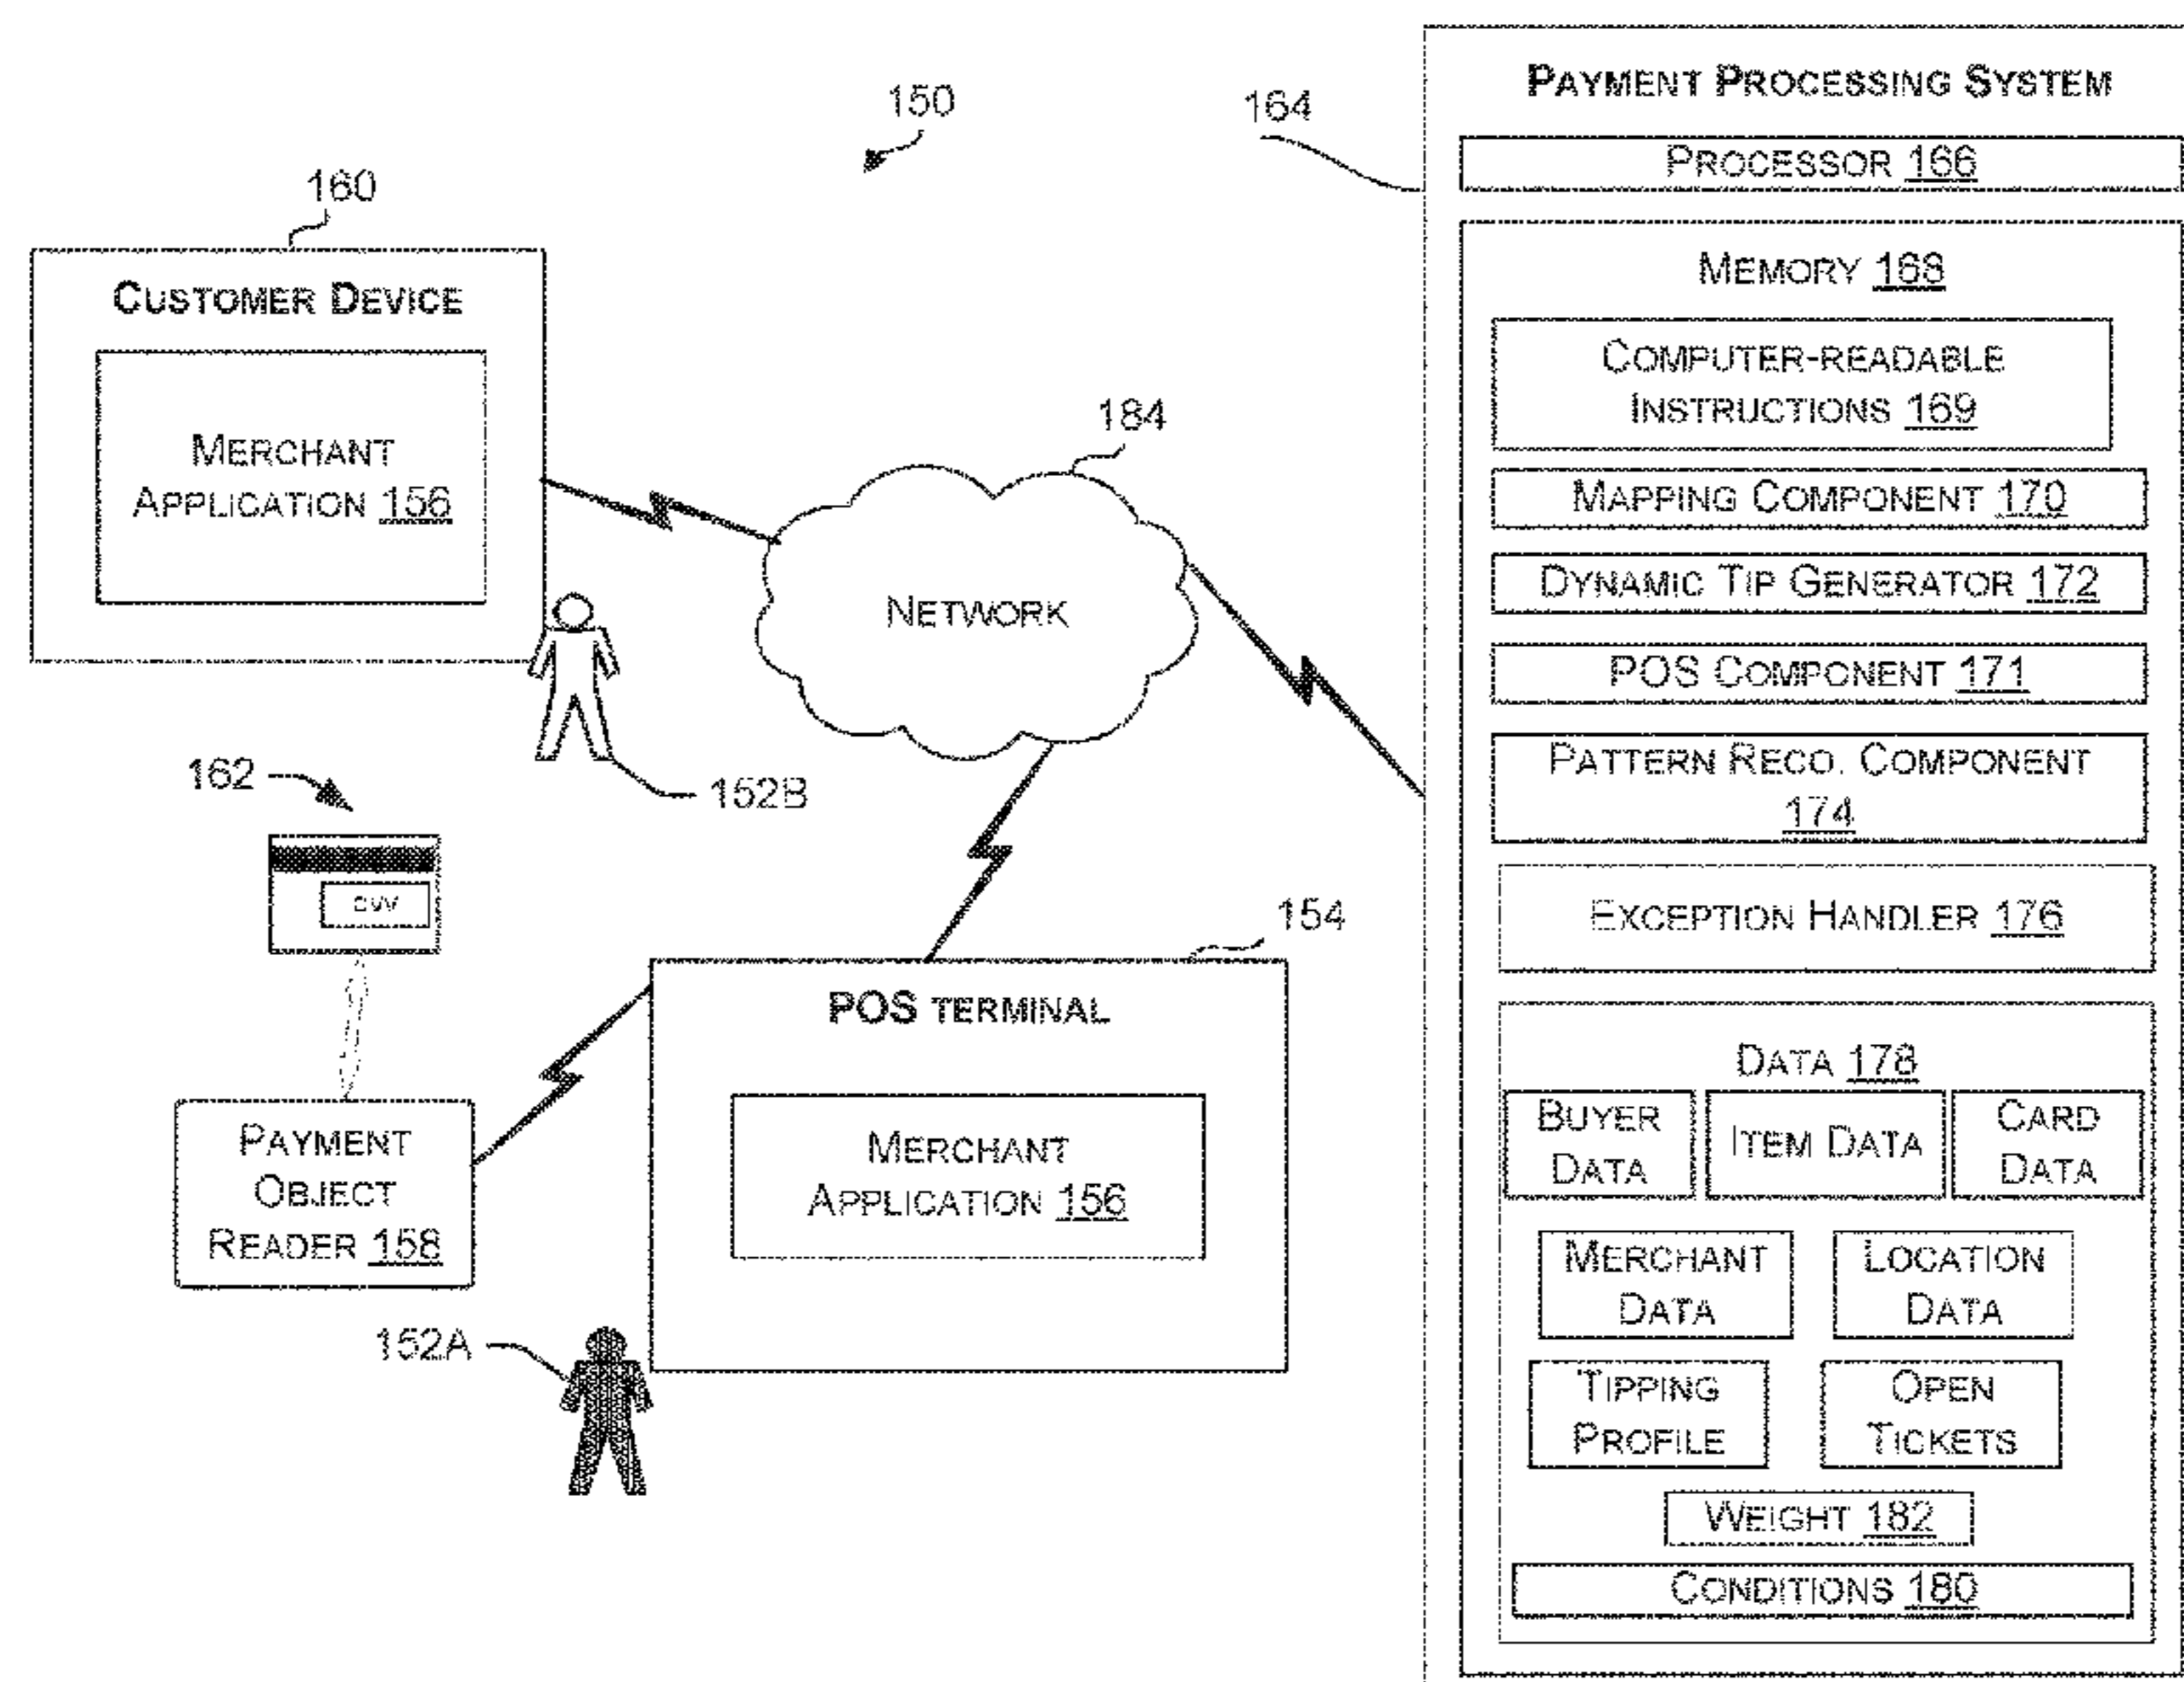 150
164
160
CUSTOMER DEVICE
MERCHANT
APPLICATION 156
184
NETWORK
152B
162
CVV
PAYMENT
OBJECT
READER 158
154
POS TERMINAL
MERCHANT
APPLICATION 156
152A
PAYMENT PROCESSING SYSTEM
PROCESSOR 166
MEMORY 168
COMPUTER-READABLE
INSTRUCTIONS 169
MAPPING COMPONENT 170
DYNAMIC TIP GENERATOR 172
POS COMPONENT 171
PATTERN RECO. COMPONENT
174
EXCEPTION HANDLER 176
DATA 178
BUYER
DATA
ITEM DATA
CARD
DATA
MERCHANT
DATA
LOCATION
DATA
TIPPING
PROFILE
OPEN
TICKETS
WEIGHT 182
CONDITIONS 180